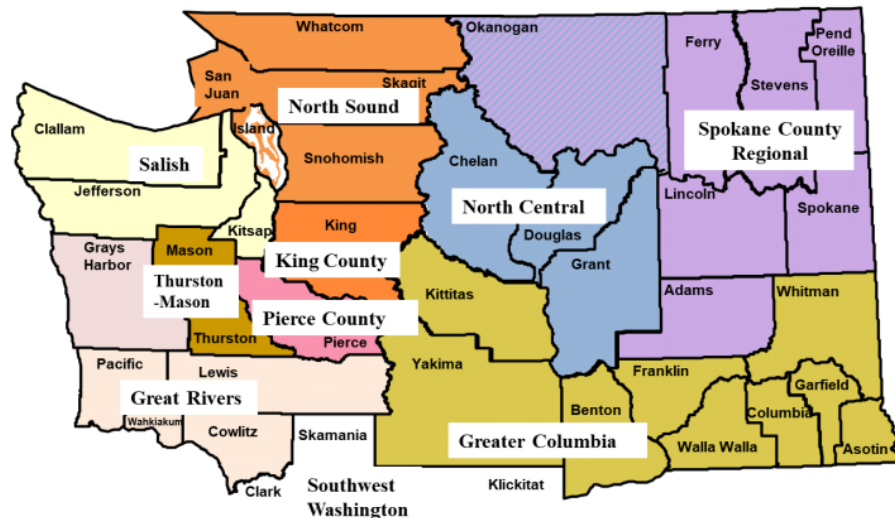 Whatcom
Okanogan
Ferry
Pend
Oreille
San
Juan
Skagit
Stevens
North Sound
Island
Clallam
Spokane County
Regional
Salish
Snohomish
Chelan
Jefferson
Lincoln
North Central
Spokane
Kitsap
King
Douglas
Grays
Harbor
Mason
King County
Grant
Thurston
-Mason
Kittitas
Adams
Whitman
Pierce County
Thurston
Pierce
Pacific
Lewis
Yakima
Franklin
Garfield
Great Rivers
Benton
Columbia
Wahkiakum
Cowlitz
Skamania
Greater Columbia
Walla Walla
Asotin
Clark
Southwest
Washington
Klickitat